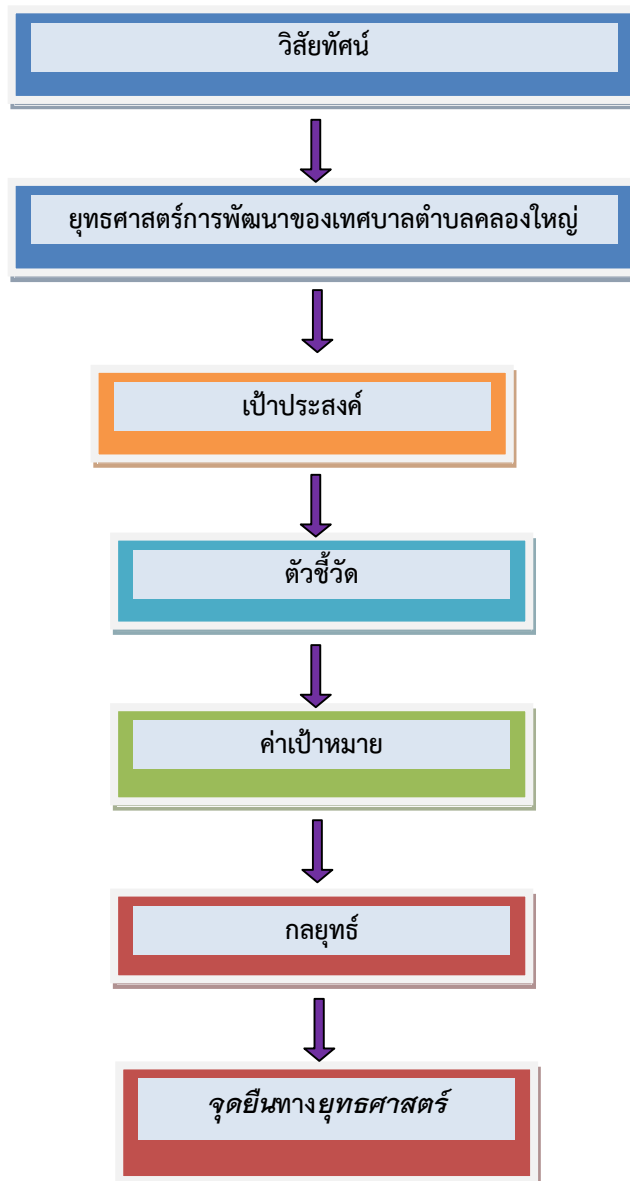 วิสัยทัศน์
ยุทธศาสตร์การพัฒนาของเทศบาลตำบลคลองใหญ่
เป้าประสงค์
ตัวชี้วัด
ค่าเป้าหมาย
กลยุทธ์
จุดยืนทางยุทธศาสตร์